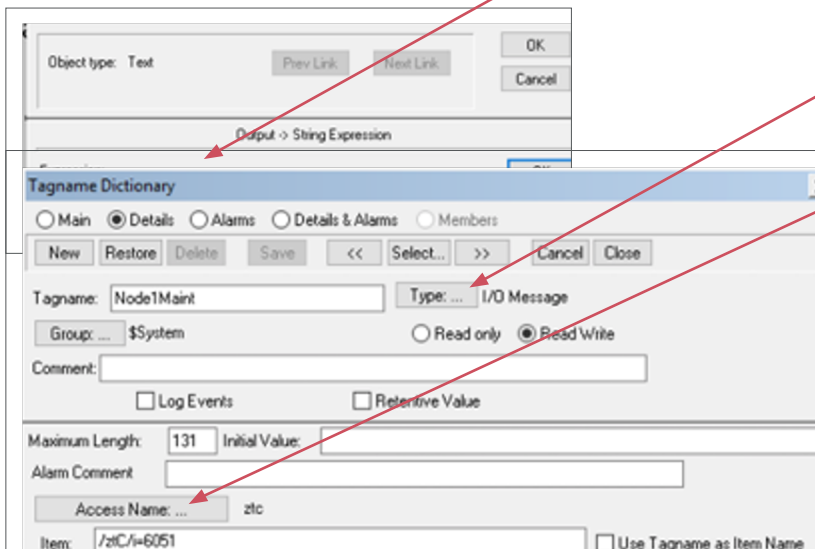 Object type: Text
Prev Link
Next Link
OK
Cancel
Output -> String Expression
Tagname Dictionary
Main Details Alarms Details & Alarms Members
New Restore Delete Save << Select... >> Cancel Close
Tagname: Node1Maint Type: ... I/O Message
Group: ... $System Read only Read Write
Comment:
Log Events Retentive Value
Maximum Length: 131 Initial Value:
Alarm Comment
Access Name: ... ztc
Item: /ztC/i=6051 Use Tagname as Item Name